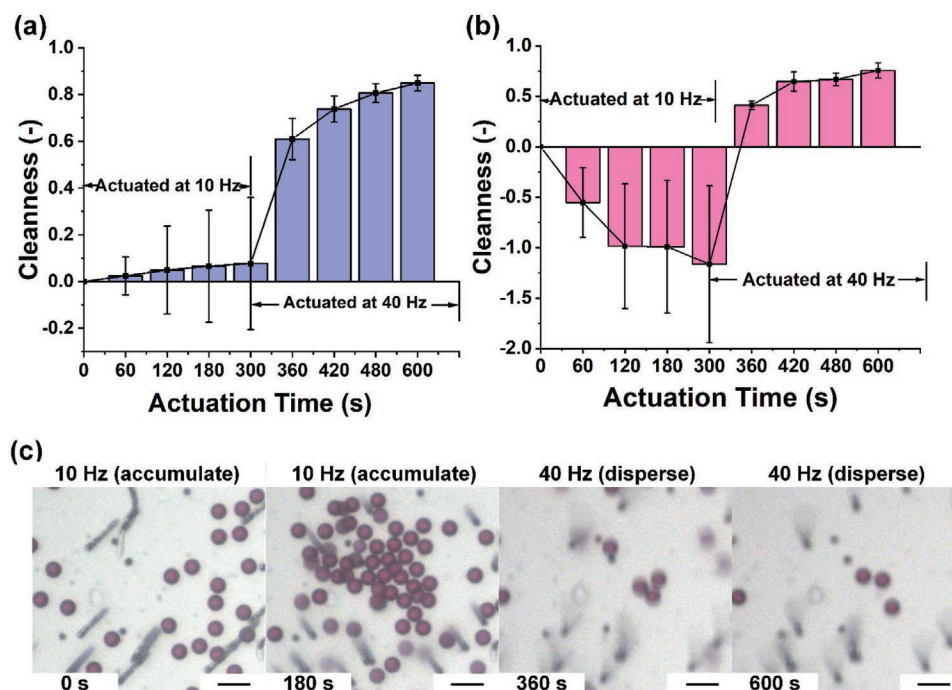 (a)
1.0
0.8
0.6
0.4
0.2
0.0
-0.2
Cleanness (-)
Actuated at 10 Hz
Actuated at 40 Hz
0 60 120 180 300 360 420 480 600
Actuation Time (s)
(b)
1.0
0.5
0.0
-0.5
-1.0
-1.5
-2.0
Cleanness (-)
Actuated at 10 Hz
Actuated at 40 Hz
0 60 120 180 300 360 420 480 600
Actuation Time (s)
(c)
10 Hz (accumulate) 10 Hz (accumulate) 40 Hz (disperse) 40 Hz (disperse)
0 s 180 s 360 s 600 s